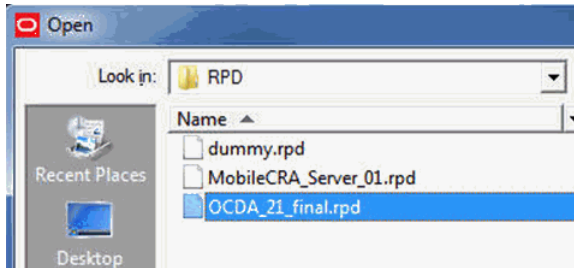 Open
Look in: RPD
Name
dummy.rpd
Recent Places
MobileCRA_Server_01.rpd
OCDA_21_final.rpd
Desktop